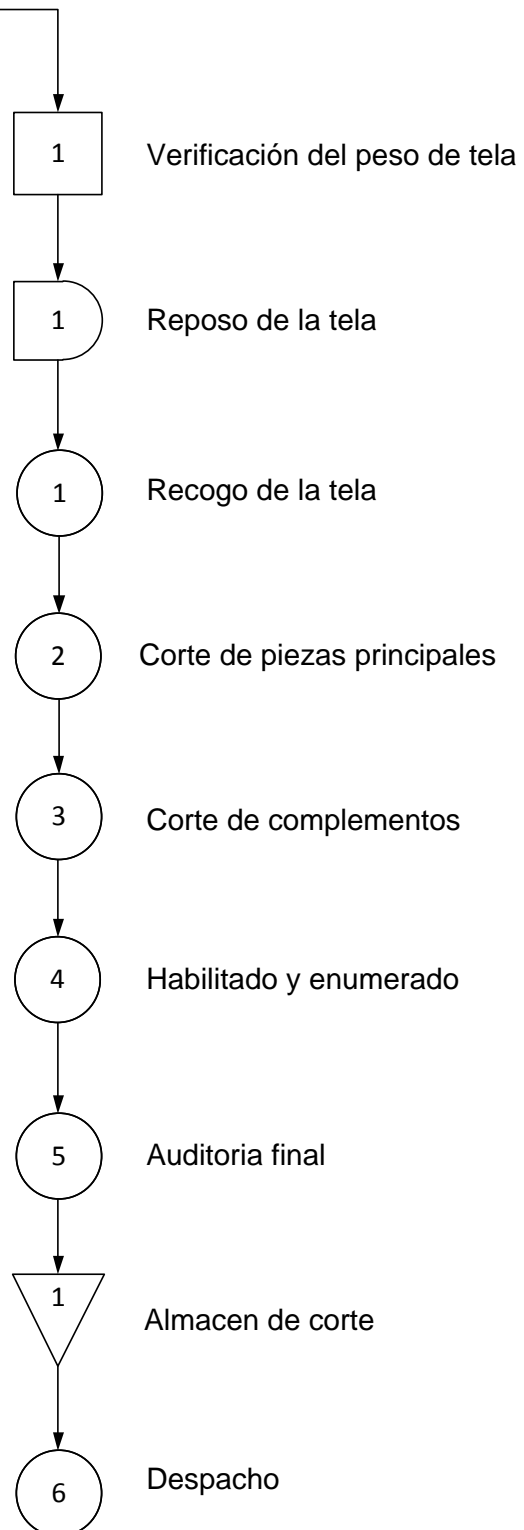 1 Verificación del peso de tela
1 Reposo de la tela
1 Recogo de la tela
2 Corte de piezas principales
3 Corte de complementos
4 Habilitado y enumerado
5 Auditoria final
1 Almacen de corte
6 Despacho